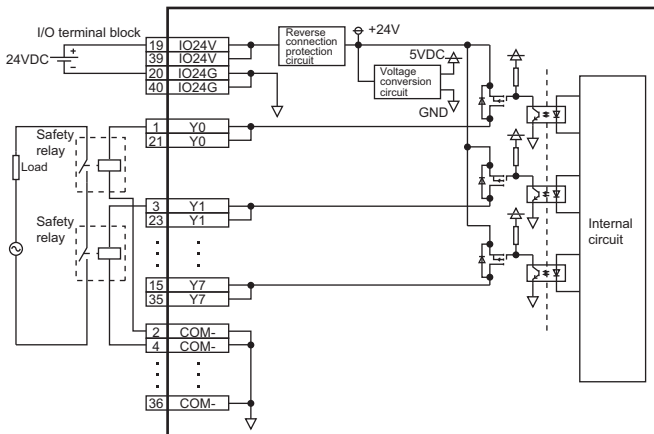 I/O terminal block
24VDC
+
−
19 IO24V
39 IO24V
20 IO24G
40 IO24G
Reverse
connection
protection
circuit
+24V
5VDC
Voltage
conversion
circuit
GND
Safety
relay
Load
1 Y0
21 Y0
Safety
relay
3 Y1
23 Y1
15 Y7
35 Y7
2 COM-
4 COM-
36 COM-
Internal
circuit